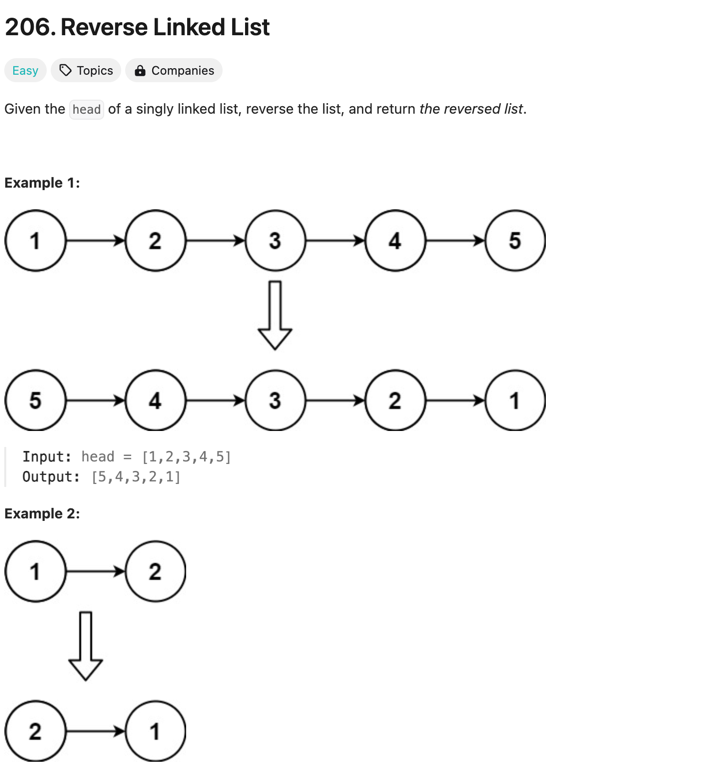 206. Reverse Linked List
Easy Topics Companies
Given the head of a singly linked list, reverse the list, and return the reversed list.
Example 1:
1 2 3 4 5
5 4 3 2 1
Input: head = [1,2,3,4,5]
Output: [5,4,3,2,1]
Example 2:
1 2
2 1